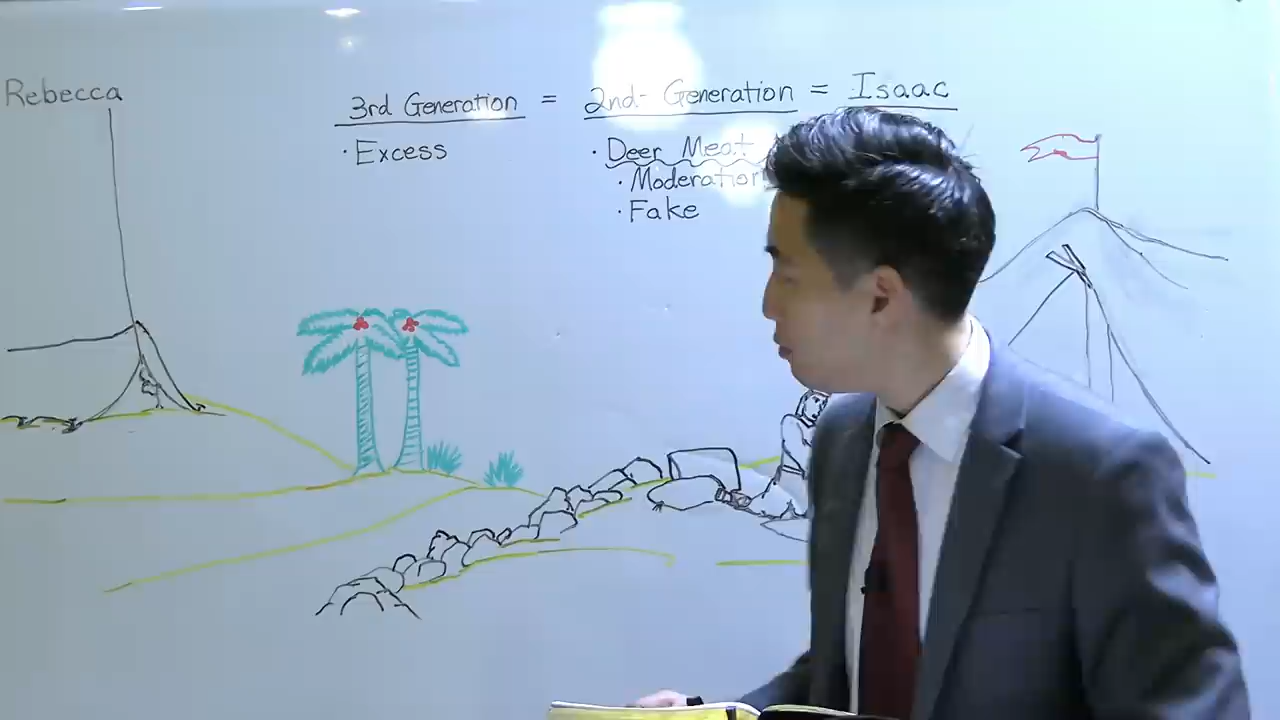 Rebecca
3rd Generation = 2nd- Generation = Isaac
· Excess
· Deer Meat
· Moderation
· Fake